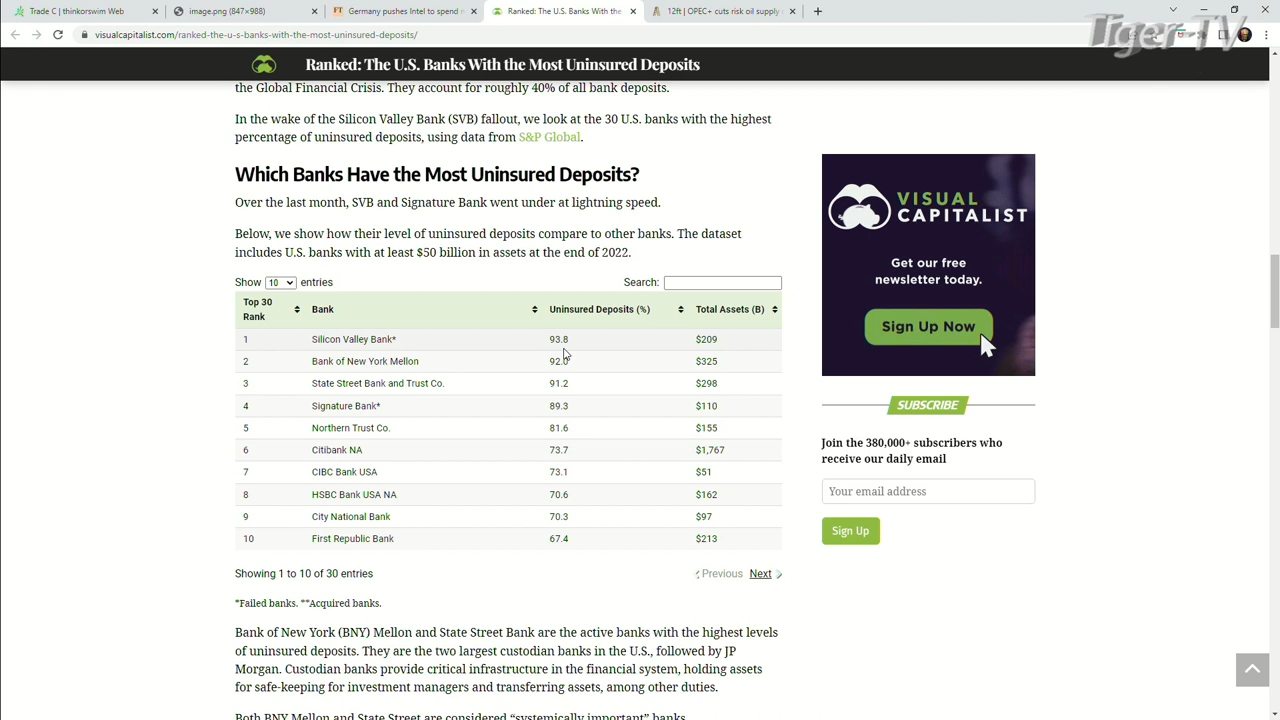 Trade C | thinkorswim Web
image.png (847×988)
Germany pushes Intel to spend m
Ranked: The U.S. Banks With the
12ft | OPEC+ cuts risk oil supply
visualcapitalist.com/ranked-the-u-s-banks-with-the-most-uninsured-deposits/
Tiger TV
Ranked: The U.S. Banks With the Most Uninsured Deposits
the Global Financial Crisis. They account for roughly 40% of all bank deposits.
In the wake of the Silicon Valley Bank (SVB) fallout, we look at the 30 U.S. banks with the highest
percentage of uninsured deposits, using data from S&P Global.
Which Banks Have the Most Uninsured Deposits?
Over the last month, SVB and Signature Bank went under at lightning speed.
Below, we show how their level of uninsured deposits compare to other banks. The dataset
includes U.S. banks with at least $50 billion in assets at the end of 2022.
Show 10 entries Search:
Top 30 Rank Bank Uninsured Deposits (%) Total Assets (B)
1 Silicon Valley Bank* 93.8 $209
2 Bank of New York Mellon 92. $325
3 State Street Bank and Trust Co. 91.2 $298
4 Signature Bank* 89.3 $110
5 Northern Trust Co. 81.6 $155
6 Citibank NA 73.7 $1,767
7 CIBC Bank USA 73.1 $51
8 HSBC Bank USA NA 70.6 $162
9 City National Bank 70.3 $97
10 First Republic Bank 67.4 $213
Showing 1 to 10 of 30 entries Previous Next
*Failed banks. **Acquired banks.
Bank of New York (BNY) Mellon and State Street Bank are the active banks with the highest levels
of uninsured deposits. They are the two largest custodian banks in the U.S., followed by JP
Morgan. Custodian banks provide critical infrastructure in the financial system, holding assets
for safe-keeping for investment managers and transferring assets, among other duties.
Both BNY Mellon and State Street are considered “systemically important” banks
VISUAL
CAPITALIST
Get our free
newsletter today.
Sign Up Now
SUBSCRIBE
Join the 380,000+ subscribers who
receive our daily email
Your email address
Sign Up